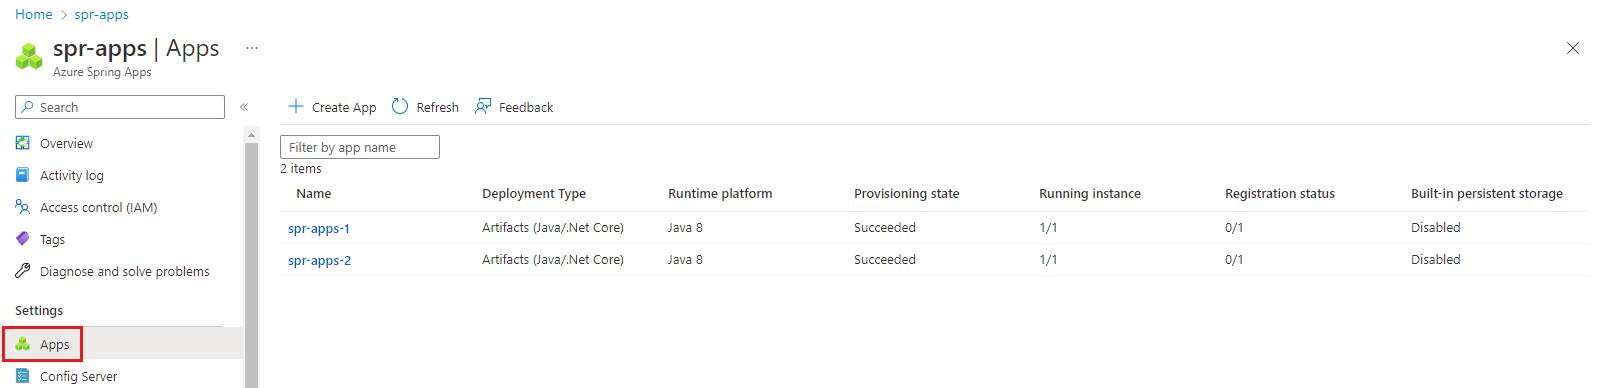 Home > spr-apps
spr-apps | Apps ...
Azure Spring Apps
Search «
Overview
Activity log
Access control (IAM)
Tags
Diagnose and solve problems
Settings
Apps
Config Server
Create App Refresh Feedback
Filter by app name
2 items
Name Deployment Type Runtime platform Provisioning state Running instance Registration status Built-in persistent storage
spr-apps-1 Artifacts (Java/.Net Core) Java 8 Succeeded 1/1 0/1 Disabled
spr-apps-2 Artifacts (Java/.Net Core) Java 8 Succeeded 1/1 0/1 Disabled